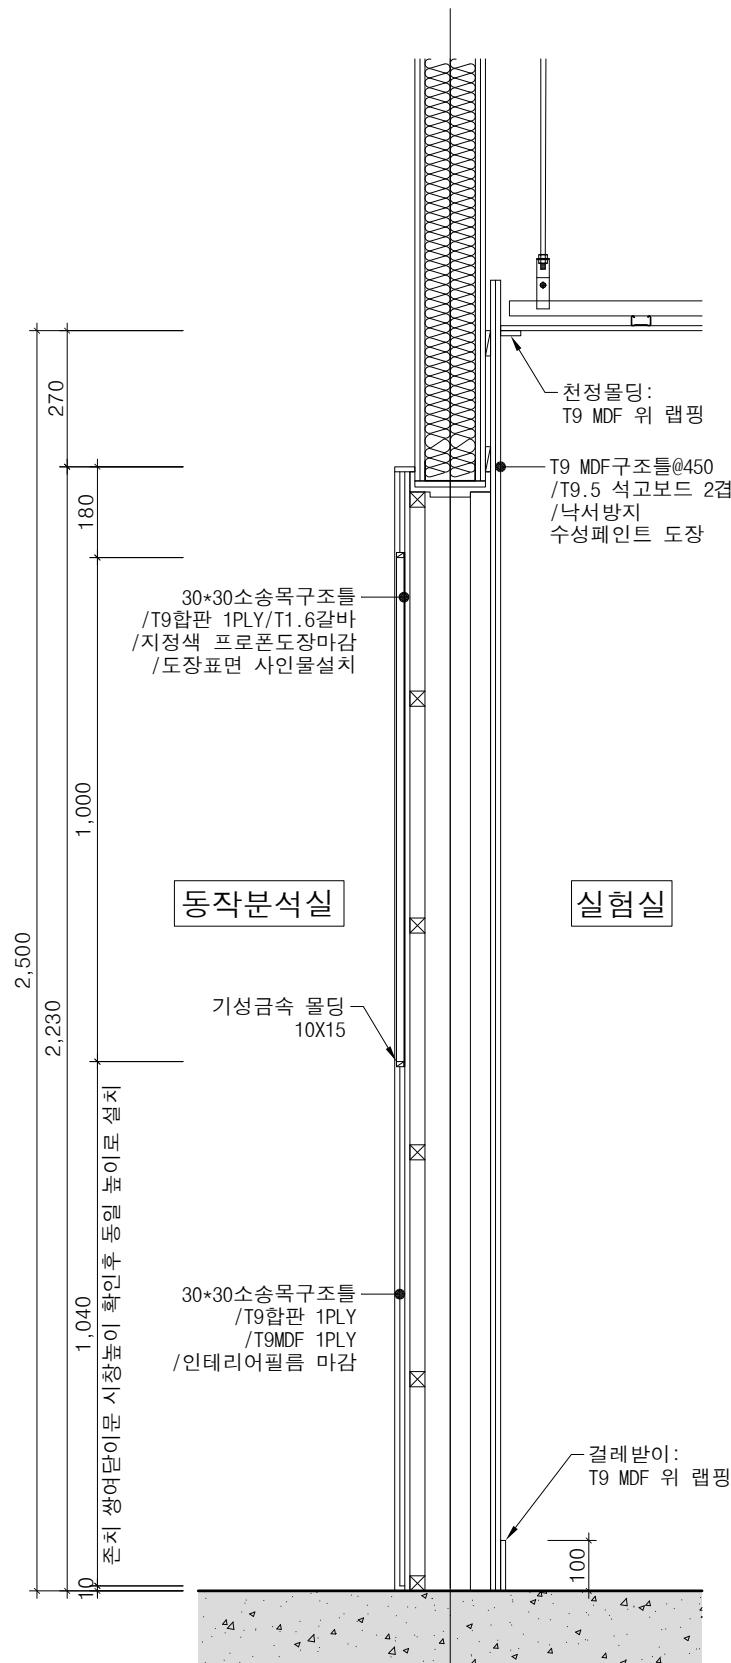 천정몰딩:
T9 MDF 위 랩핑
270
T9 MDF구조틀@450
/T9.5 석고보드 2겹
/낙서방지
수성페인트 도장
180
30*30소송목구조틀
/T9합판 1PLY/T1.6갈바
/지정색 프로폰도장마감
/도장표면 사인물설치
1,000
동작분석실
실험실
2,500
2,230
기성금속 몰딩
10X15
존치 쌍여닫이문 시창높이 확인후 동일 높이로 설치
1,040
30*30소송목구조틀
/T9합판 1PLY
/T9MDF 1PLY
/인테리어필름 마감
걸레받이:
T9 MDF 위 랩핑
100
10